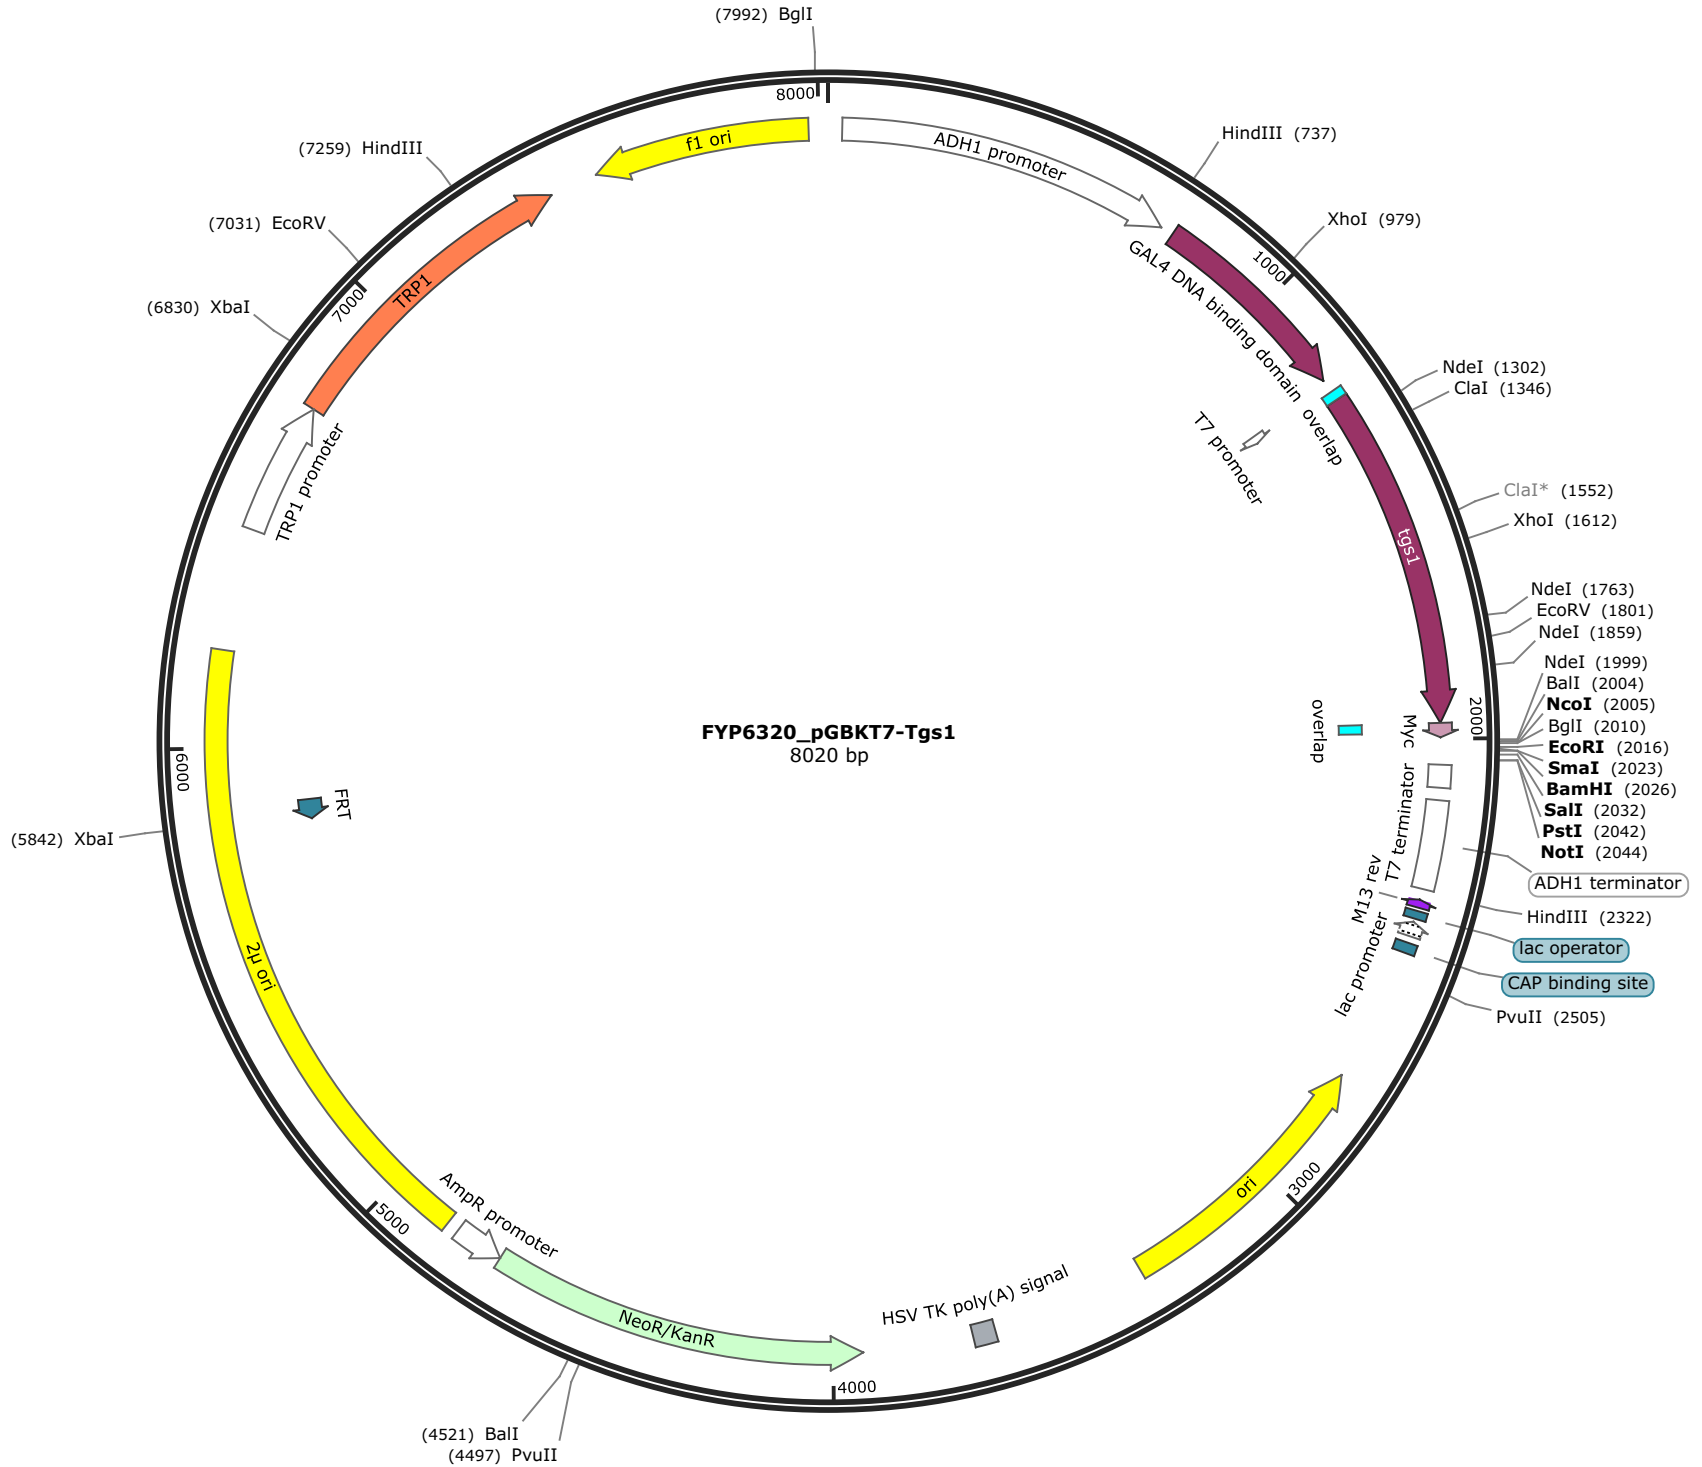 (7992) BglI
8000
f1 ori
ADH1 promoter
HindIII (737)
(7259) HindIII
XhoI (979)
(7031) EcoRV
1000
GAL4 DNA binding domain
TRP1
7000
(6830) XbaI
NdeI (1302)
ClaI (1346)
overlap
T7 promoter
TRP1 promoter
ClaI* (1552)
XhoI (1612)
tgs1
NdeI (1763)
EcoRV (1801)
NdeI (1859)
NdeI (1999)
BalI (2004)
NcoI (2005)
BglI (2010)
EcoRI (2016)
SmaI (2023)
BamHI (2026)
SalI (2032)
PstI (2042)
NotI (2044)
2000
Myc
overlap
FYP6320_pGBKT7-Tgs1
8020 bp
6000
FRT
(5842) XbaI
T7 terminator
ADH1 terminator
M13 rev
HindIII (2322)
lac operator
lac promoter
CAP binding site
PvuII (2505)
2μ ori
ori
3000
AmpR promoter
5000
HSV TK poly(A) signal
NeoR/KanR
4000
(4521) BalI
(4497) PvuII